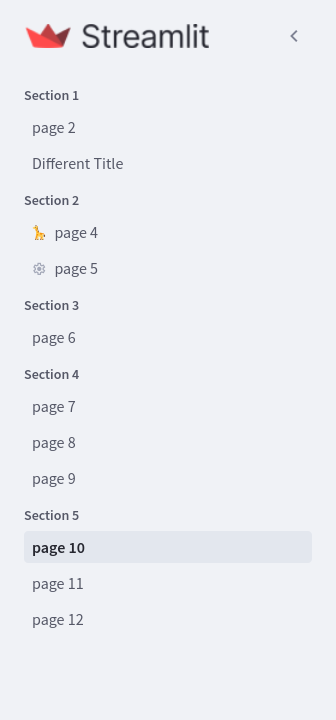 Streamlit
Section 1
page 2
Different Title
Section 2
page 4
page 5
Section 3
page 6
Section 4
page 7
page 8
page 9
Section 5
page 10
page 11
page 12